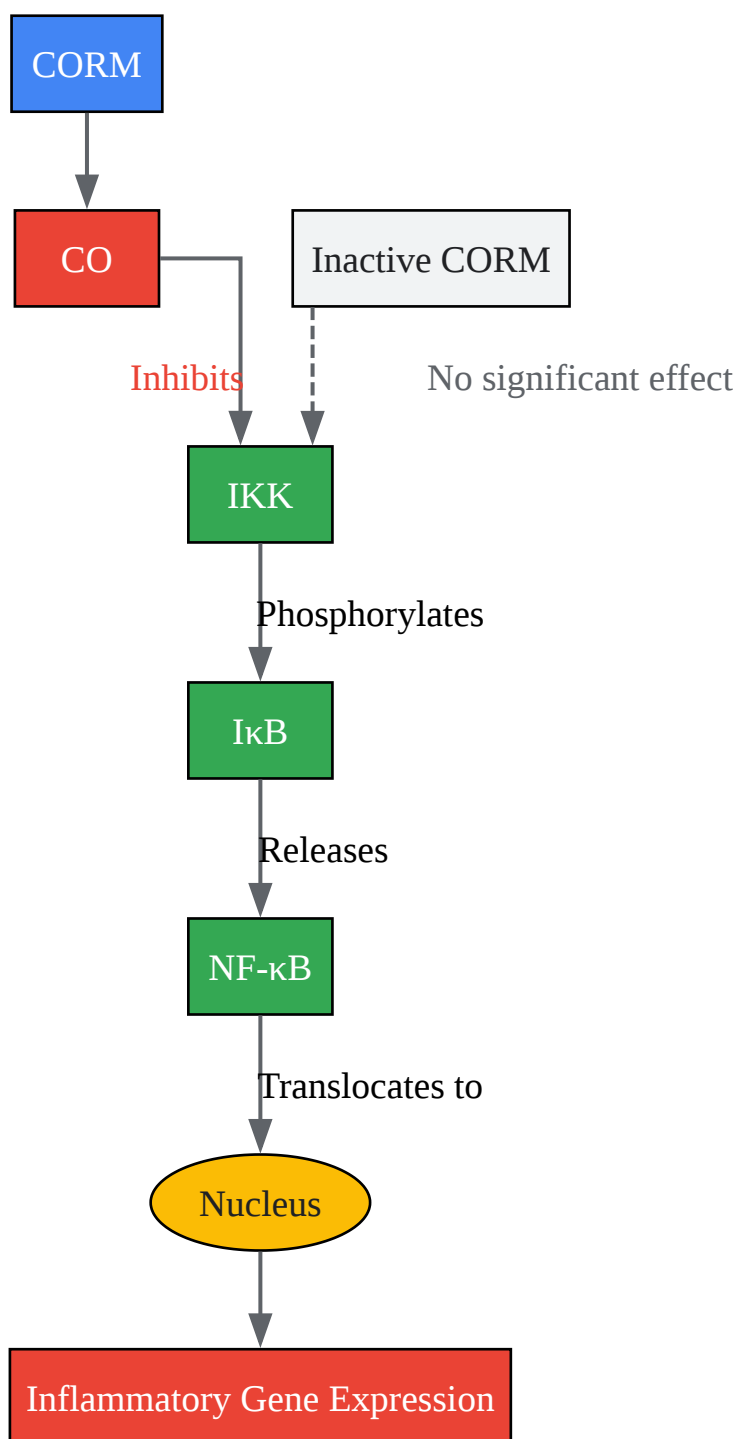 CORM
CO
Inactive CORM
Inhibits
No significant effect
IKK
Phosphorylates
IκB
Releases
NF-κB
Translocates to
Nucleus
Inflammatory Gene Expression